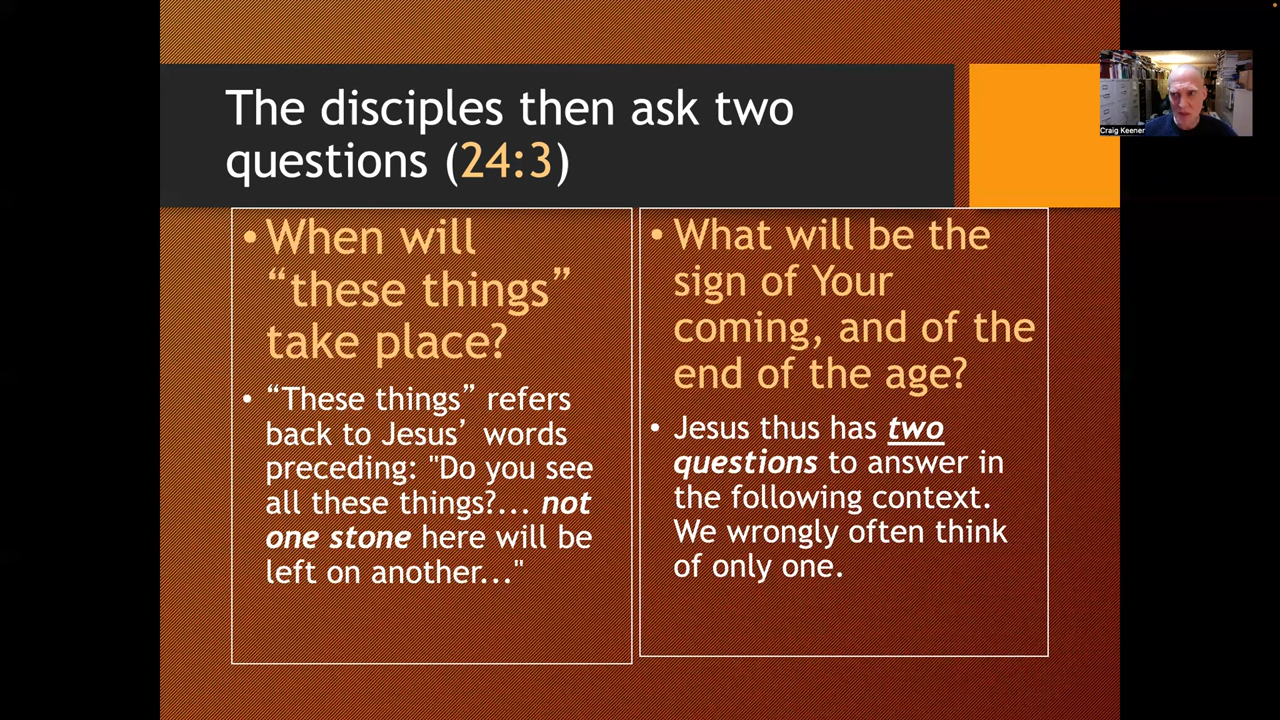 The disciples then ask two
questions (24:3)
•When will
“these things”
take place?
• “These things” refers
back to Jesus’ words
preceding: "Do you see
all these things?... not
one stone here will be
left on another..."
• What will be the
sign of Your
coming, and of the
end of the age?
• Jesus thus has two
questions to answer in
the following context.
We wrongly often think
of only one.
Craig Keener